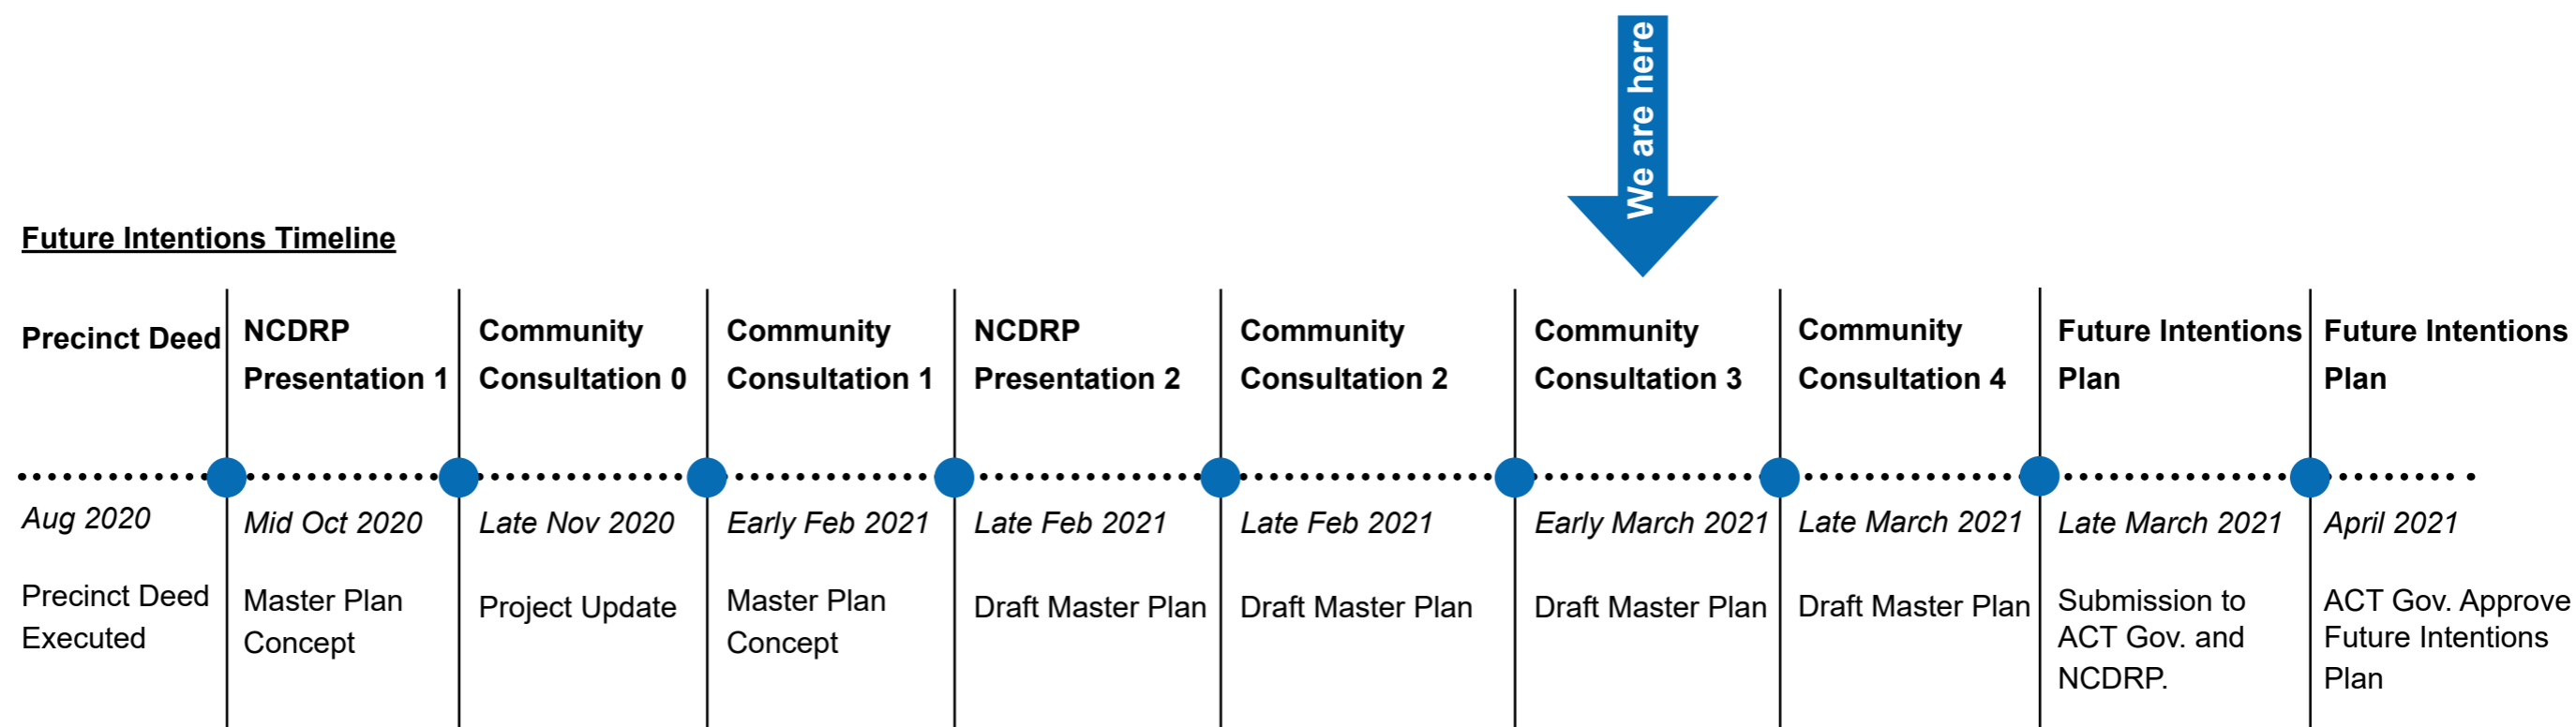 We are here
Future Intentions Timeline
Precinct Deed
Aug 2020
Precinct Deed
Executed
NCDRP
Presentation 1
Mid Oct 2020
Master Plan
Concept
Community
Consultation 0
Late Nov 2020
Project Update
Community
Consultation 1
Early Feb 2021
Master Plan
Concept
NCDRP
Presentation 2
Late Feb 2021
Draft Master Plan
Community
Consultation 2
Late Feb 2021
Draft Master Plan
Community
Consultation 3
Early March 2021
Draft Master Plan
Community
Consultation 4
Late March 2021
Draft Master Plan
Future Intentions
Plan
Late March 2021
Submission to
ACT Gov. and
NCDRP.
Future Intentions
Plan
April 2021
ACT Gov. Approve
Future Intentions
Plan